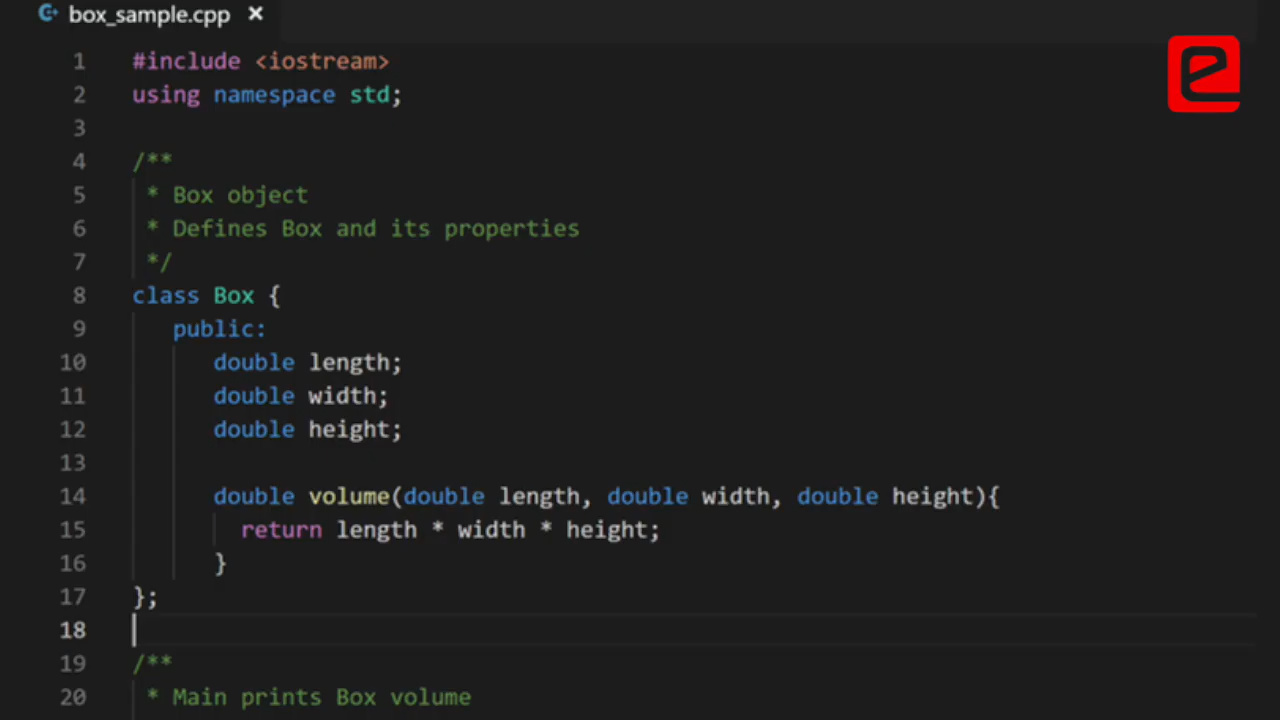 box_sample.cpp ×
1 #include <iostream>
2 using namespace std;
3
4 /**
5 * Box object
6 * Defines Box and its properties
7 */
8 class Box {
9 public:
10 double length;
11 double width;
12 double height;
13
14 double volume(double length, double width, double height){
15 return length * width * height;
16 }
17 };
18
19 /**
20 * Main prints Box volume
e